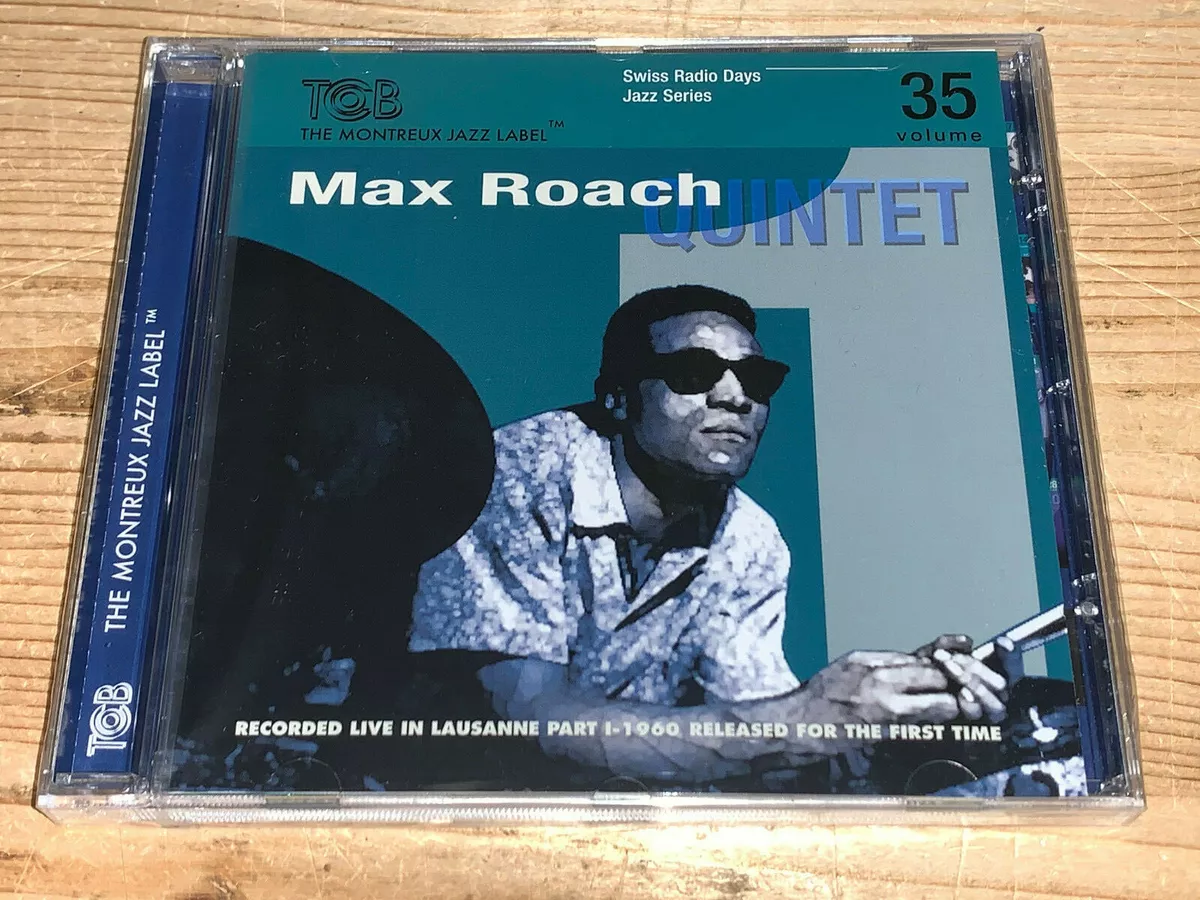 TCB
THE MONTREUX JAZZ LABEL™
Swiss Radio Days
Jazz Series
35
volume
Max Roach
QUINTET
1
RECORDED LIVE IN LAUSANNE PART I-1960 RELEASED FOR THE FIRST TIME
TCB
THE MONTREUX JAZZ LABEL™